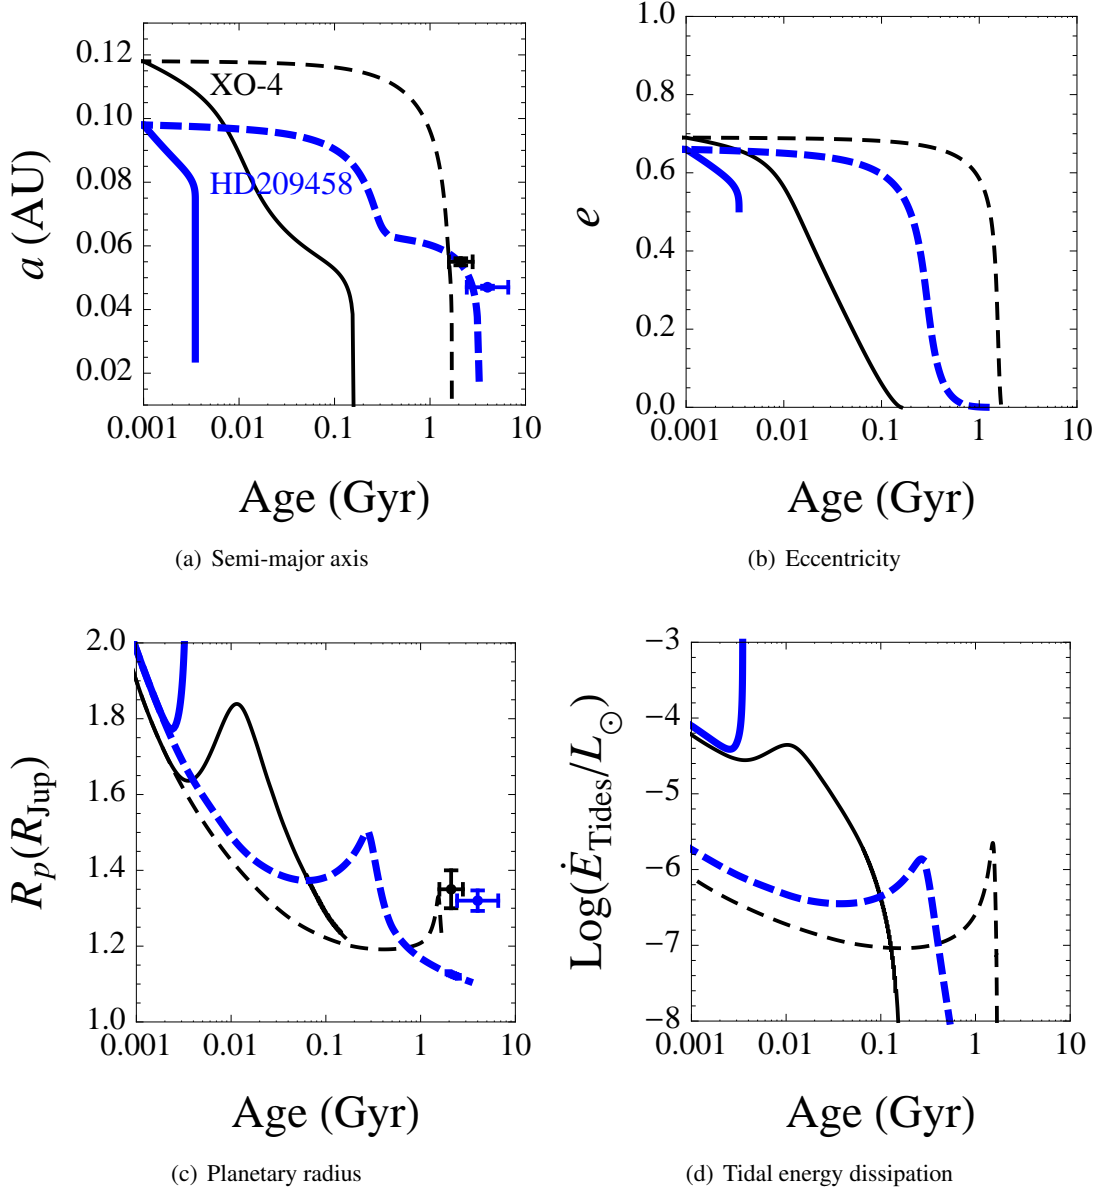 0.12
0.10
0.08
0.06
0.04
0.02
a (AU)
XO-4
HD209458
0.001 0.01 0.1 1 10
Age (Gyr)
(a) Semi-major axis
1.0
0.8
0.6
0.4
0.2
0.0
e
0.001 0.01 0.1 1 10
Age (Gyr)
(b) Eccentricity
2.0
1.8
1.6
1.4
1.2
1.0
R_p(R_Jup)
0.001 0.01 0.1 1 10
Age (Gyr)
(c) Planetary radius
−3
−4
−5
−6
−7
−8
Log(Ė_Tides/L_⊙)
0.001 0.01 0.1 1 10
Age (Gyr)
(d) Tidal energy dissipation